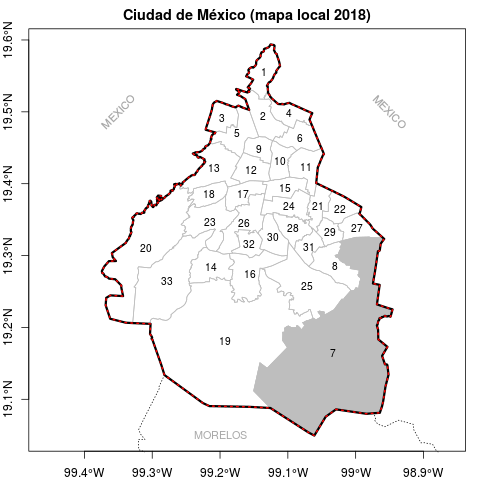 Ciudad de México (mapa local 2018)
19.6°N
19.5°N
19.4°N
19.3°N
19.2°N
19.1°N
MEXICO
MEXICO
1
2
3
4
5
6
9
10
11
12
13
15
17
18
24
21
22
23
26
28
29
27
30
32
31
20
14
16
8
33
25
19
7
MORELOS
99.4°W
99.3°W
99.2°W
99.1°W
99°W
98.9°W